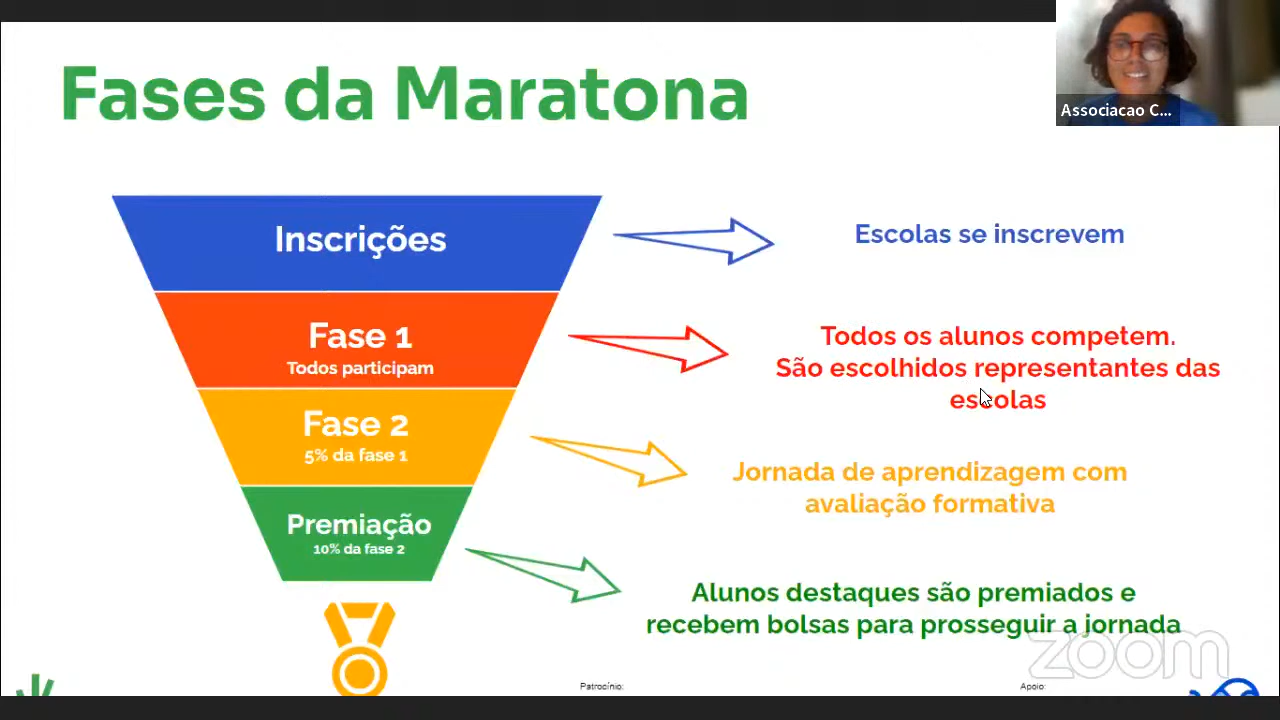 Fases da Maratona
Associacao C...
Inscrições
Escolas se inscrevem
Fase 1
Todos participam
Todos os alunos competem.
São escolhidos representantes das
escolas
Fase 2
5% da fase 1
Jornada de aprendizagem com
avaliação formativa
Premiação
10% da fase 2
Alunos destaques são premiados e
recebem bolsas para prosseguir a jornada
zoom
Patrocínio:
Apoio: